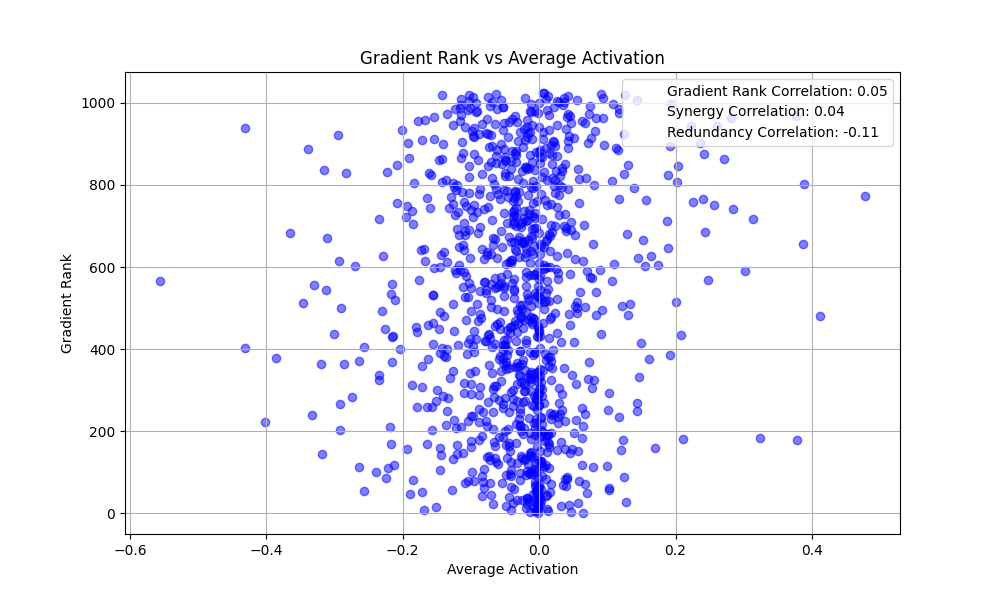 Gradient Rank vs Average Activation
Gradient Rank Correlation: 0.05
Synergy Correlation: 0.04
Redundancy Correlation: -0.11
Gradient Rank
1000
800
600
400
200
0
−0.6
−0.4
−0.2
0.0
0.2
0.4
Average Activation